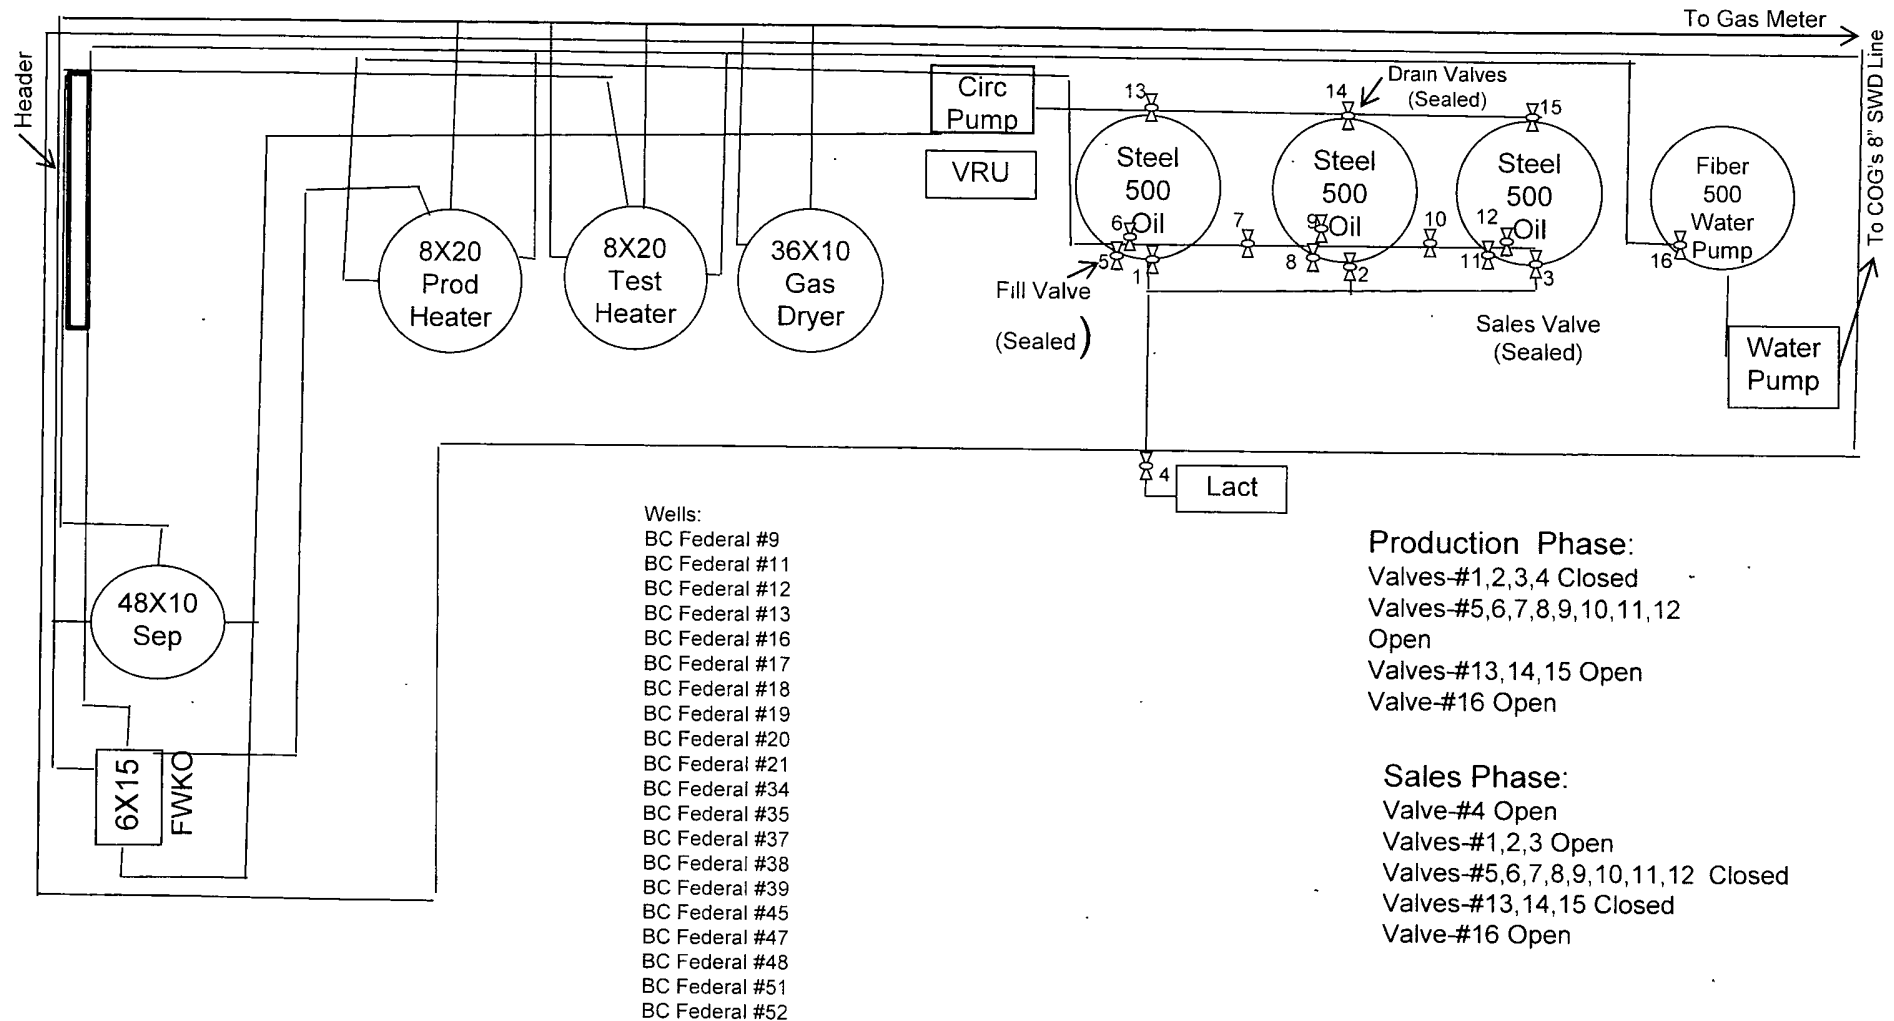 To Gas Meter
Header
To COG's 8" SWD Line
Circ
Pump
VRU
13
14
15
Drain Valves
(Sealed)
Steel
500
Oil
Steel
500
Oil
Steel
500
Oil
Fiber
500
Water
Pump
6
7
9
10
12
5
1
8
2
11
3
16
Fill Valve
(Sealed)
Sales Valve
(Sealed)
Water
Pump
8X20
Prod
Heater
8X20
Test
Heater
36X10
Gas
Dryer
4
Lact
48X10
Sep
6X15
FWKO
Wells:
BC Federal #9
BC Federal #11
BC Federal #12
BC Federal #13
BC Federal #16
BC Federal #17
BC Federal #18
BC Federal #19
BC Federal #20
BC Federal #21
BC Federal #34
BC Federal #35
BC Federal #37
BC Federal #38
BC Federal #39
BC Federal #45
BC Federal #47
BC Federal #48
BC Federal #51
BC Federal #52
Production Phase:
Valves-#1,2,3,4 Closed
Valves-#5,6,7,8,9,10,11,12
Open
Valves-#13,14,15 Open
Valve-#16 Open
Sales Phase:
Valve-#4 Open
Valves-#1,2,3 Open
Valves-#5,6,7,8,9,10,11,12 Closed
Valves-#13,14,15 Closed
Valve-#16 Open